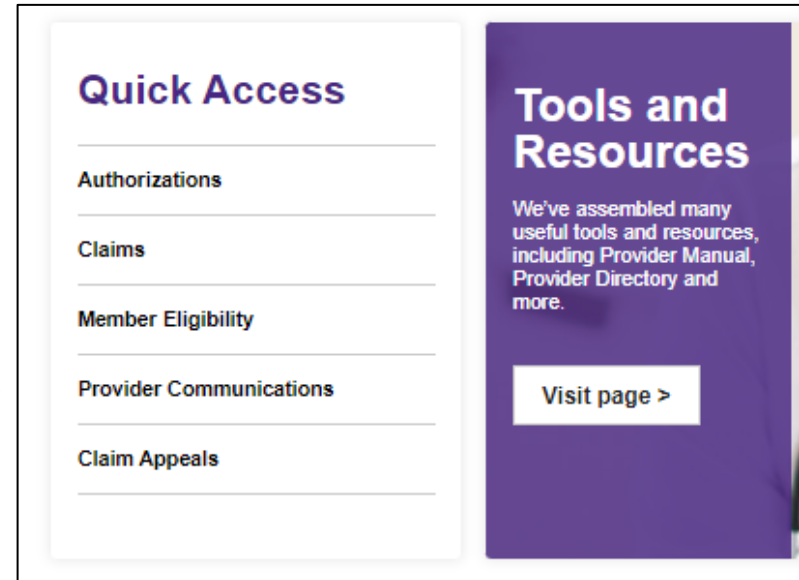 Quick Access
Authorizations
Claims
Member Eligibility
Provider Communications
Claim Appeals
Tools and
Resources
We've assembled many
useful tools and resources,
including Provider Manual,
Provider Directory and
more.
Visit page >